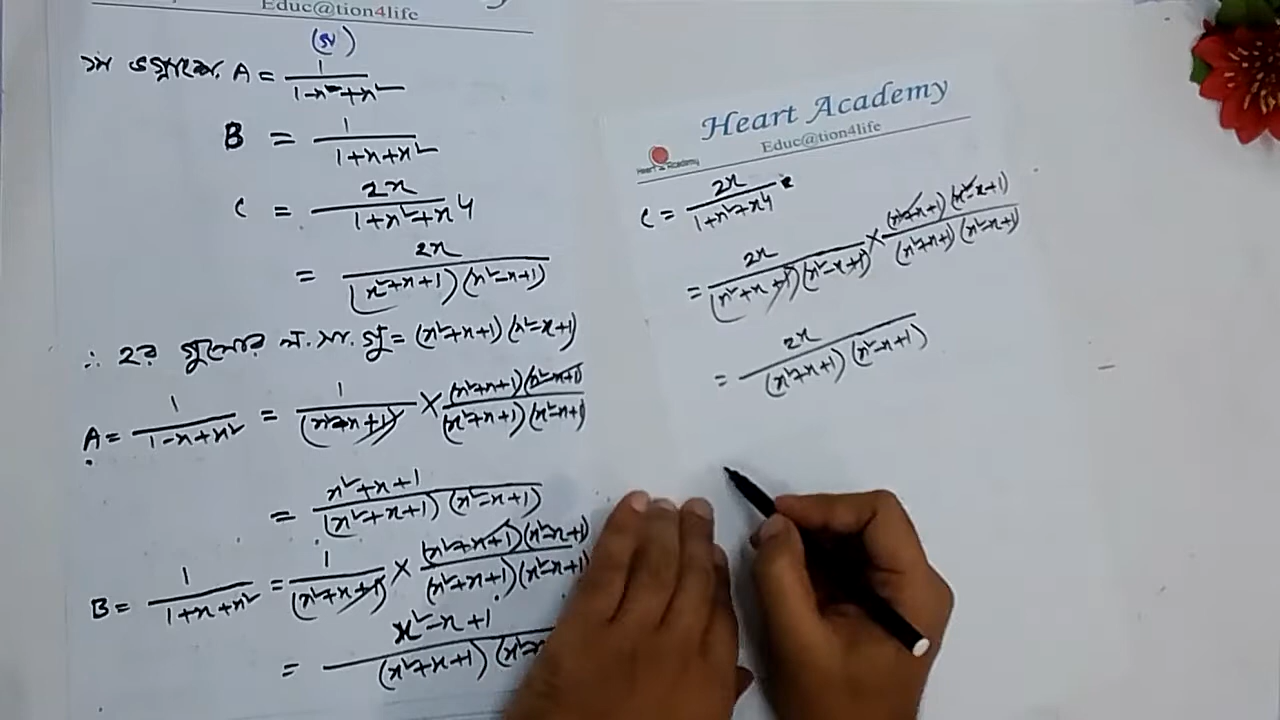 Educ@tion4life
(খ)
A = 1/(1-x+x²)
B = 1/(1+x+x²)
C = 2x/(1+x²+x4)
= 2x/((x²+x+1)(x²-x+1))
∴ হর গুলোর ল.সা.গু = (x²+x+1)(x²-x+1)
A = 1/(1-x+x²) = 1/(x²+x+1) × (x²+x+1)(x²-x+1)/((x²+x+1)(x²-x+1))
= x²+x+1/((x²+x+1)(x²-x+1))
B = 1/(1+x+x²) = 1/(x²+x+1) × (x²+x+1)(x²-x+1)/((x²+x+1)(x²-x+1))
= x²-x+1/((x²+x+1)
Heart Academy
Educ@tion4life
Heart Academy
C = 2x/(1+x²+x4)
= 2x/((x²+x+1)(x²-x+1)) × (x²+x+1)(x²-x+1)/((x²+x+1)(x²-x+1))
= 2x/((x²+x+1)(x²-x+1))